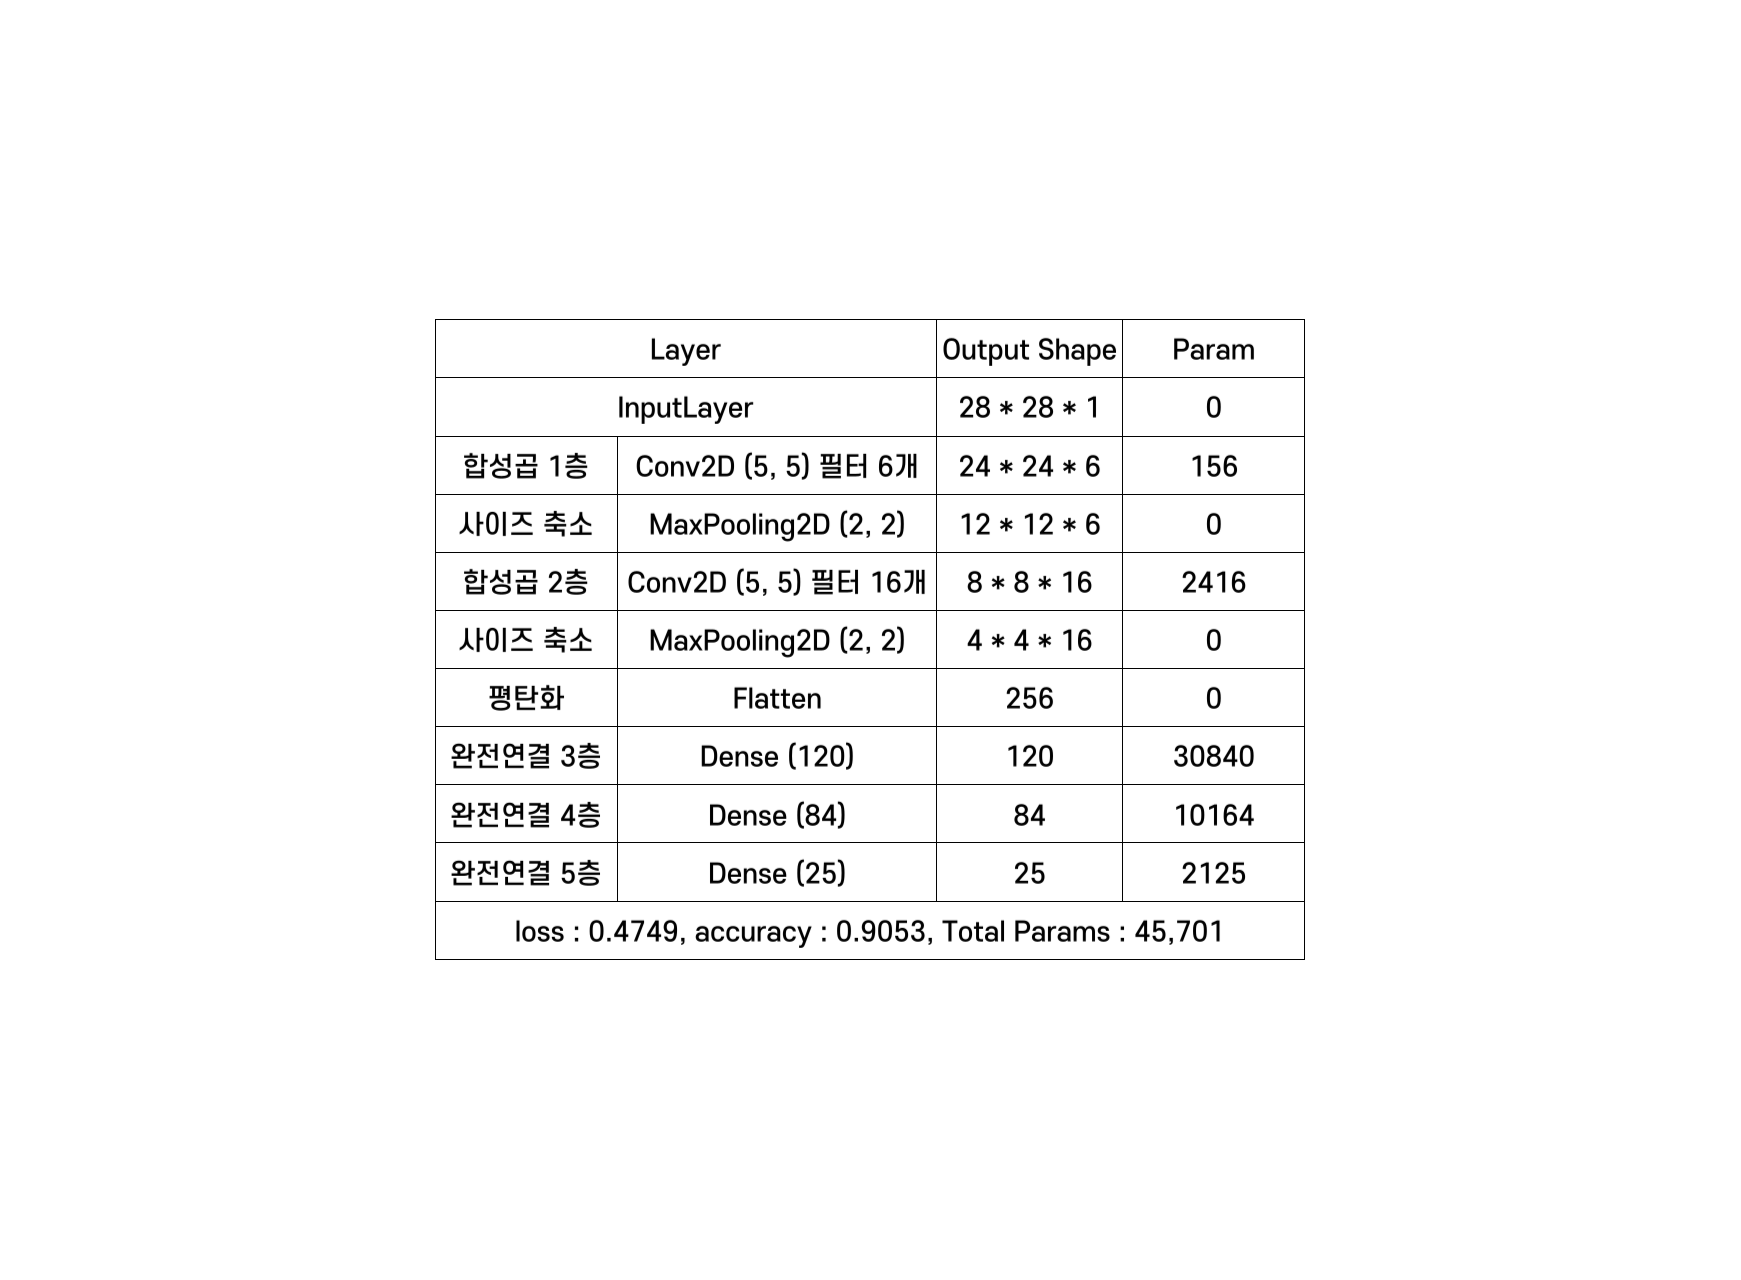 Layer Output Shape Param
InputLayer 28 * 28 * 1 0
합성곱 1층 Conv2D (5, 5) 필터 6개 24 * 24 * 6 156
사이즈 축소 MaxPooling2D (2, 2) 12 * 12 * 6 0
합성곱 2층 Conv2D (5, 5) 필터 16개 8 * 8 * 16 2416
사이즈 축소 MaxPooling2D (2, 2) 4 * 4 * 16 0
평탄화 Flatten 256 0
완전연결 3층 Dense (120) 120 30840
완전연결 4층 Dense (84) 84 10164
완전연결 5층 Dense (25) 25 2125
loss : 0.4749, accuracy : 0.9053, Total Params : 45,701